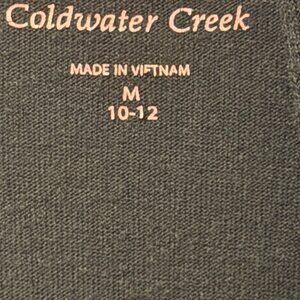 Coldwater Creek
MADE IN VIETNAM
M
10-12